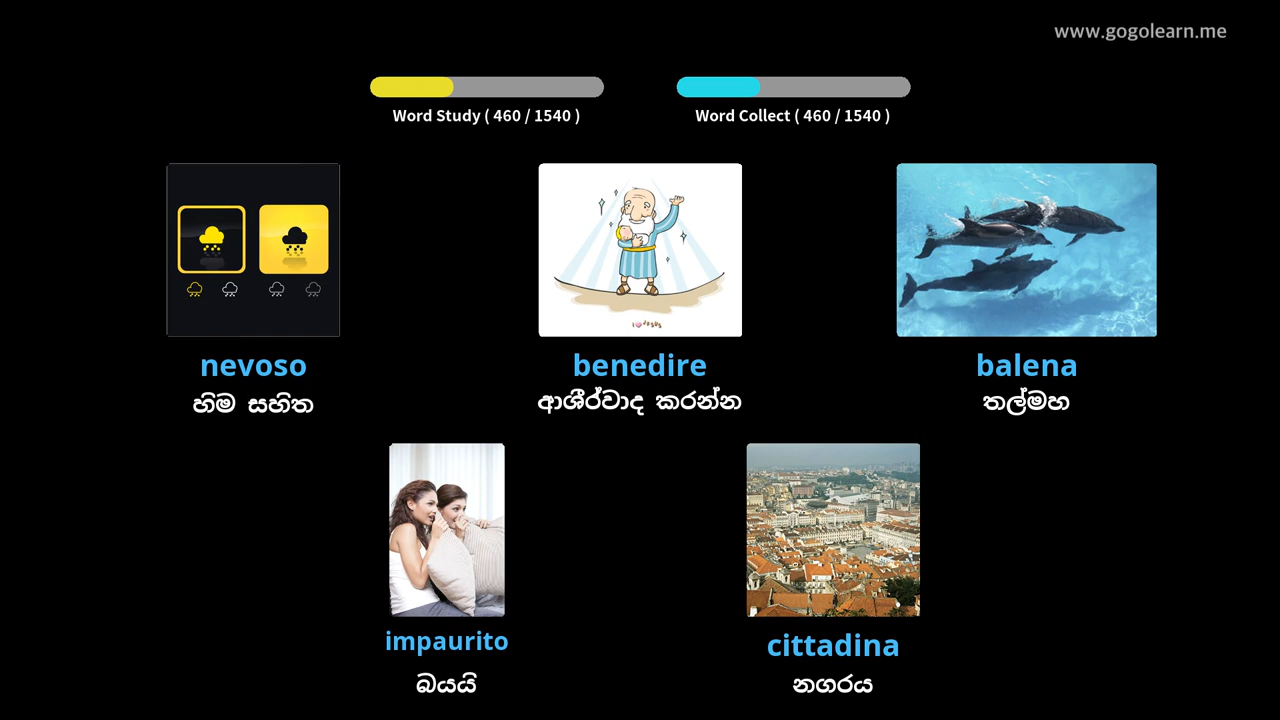 www.gogolearn.me
Word Study ( 460 / 1540 )
Word Collect ( 460 / 1540 )
I JESUS
nevoso
හිම සහිත
benedire
ආශීර්වාද කරන්න
balena
තල්මහ
impaurito
බයයි
cittadina
නගරය